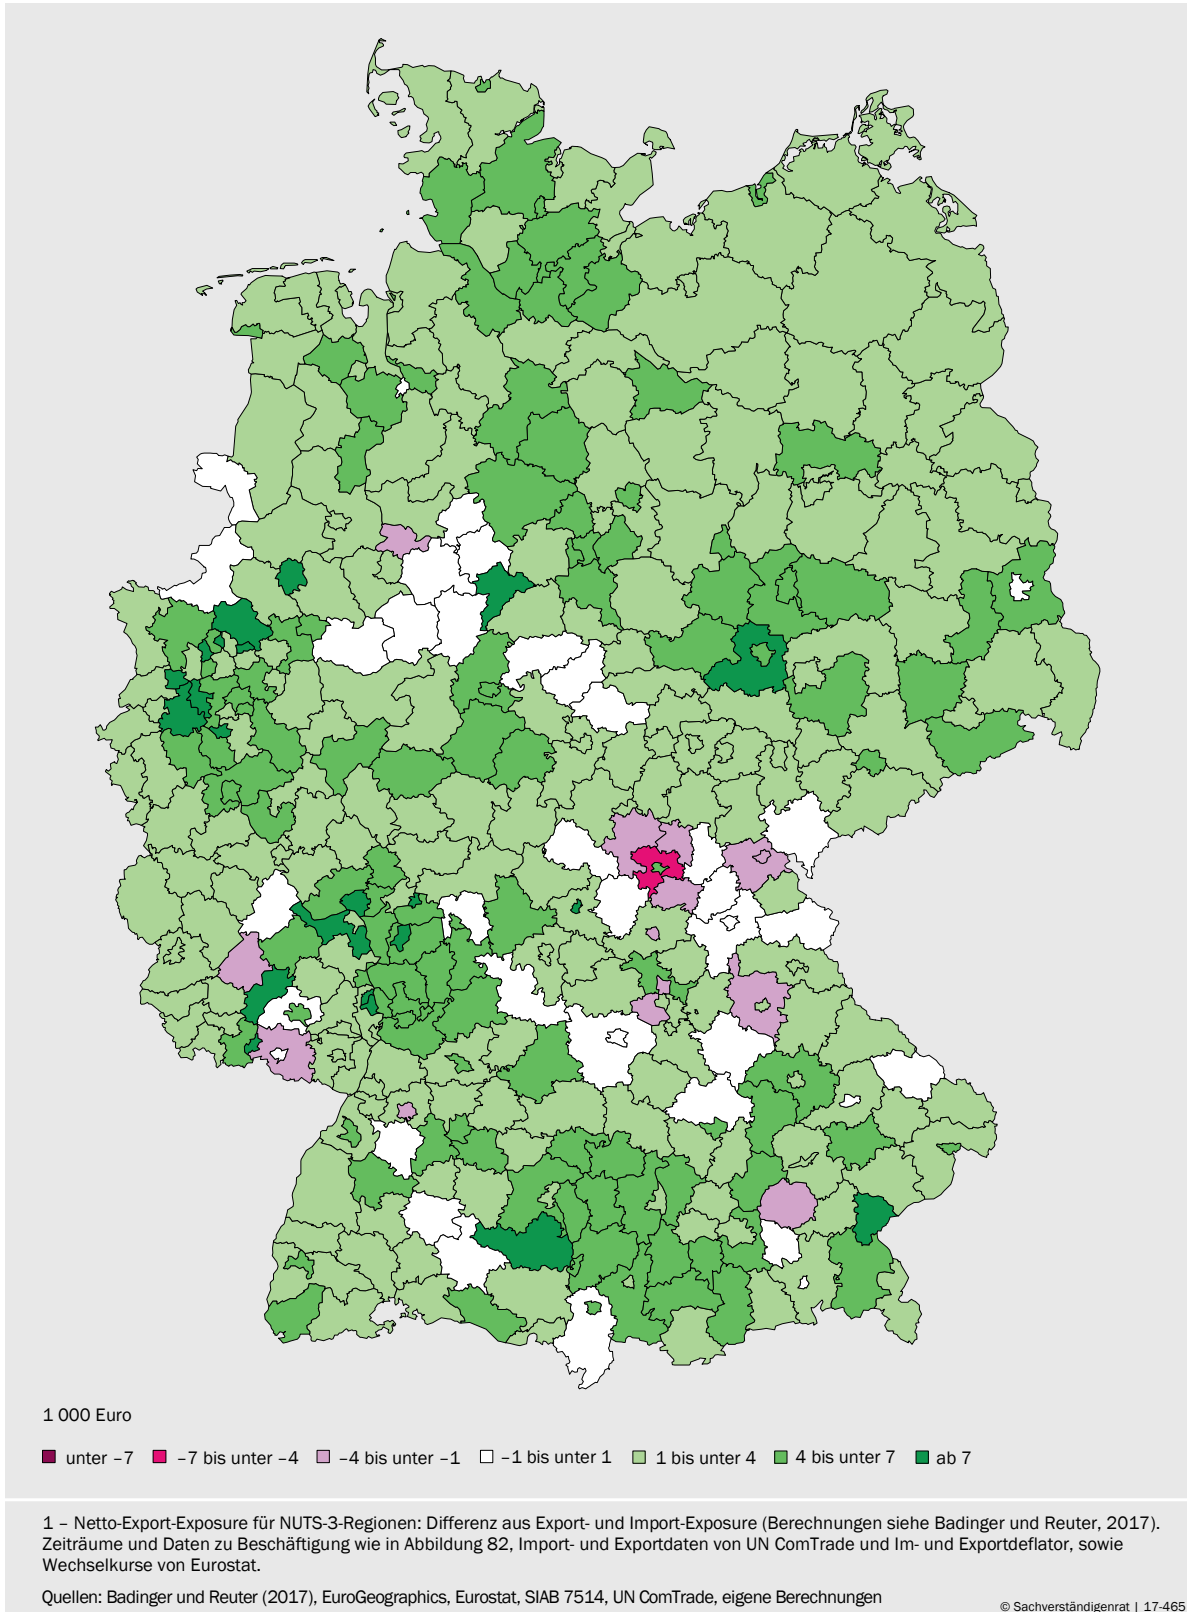 1 000 Euro
unter –7 –7 bis unter –4 –4 bis unter –1 –1 bis unter 1 1 bis unter 4 4 bis unter 7 ab 7
1 – Netto-Export-Exposure für NUTS-3-Regionen: Differenz aus Export- und Import-Exposure (Berechnungen siehe Badinger und Reuter, 2017).
Zeiträume und Daten zu Beschäftigung wie in Abbildung 82, Import- und Exportdaten von UN ComTrade und Im- und Exportdeflator, sowie
Wechselkurse von Eurostat.
Quellen: Badinger und Reuter (2017), EuroGeographics, Eurostat, SIAB 7514, UN ComTrade, eigene Berechnungen
© Sachverständigenrat | 17-465